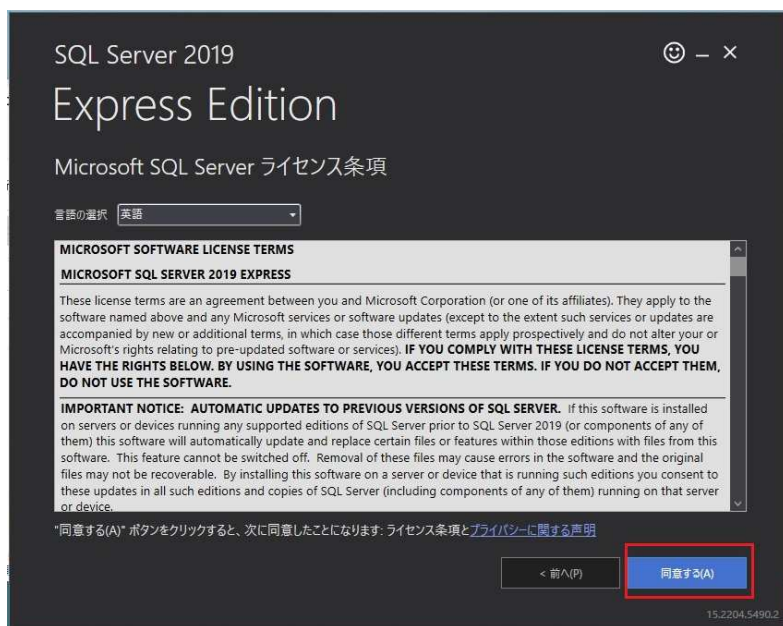 SQL Server 2019
Express Edition
Microsoft SQL Server ライセンス条項
言語の選択 英語
MICROSOFT SOFTWARE LICENSE TERMS
MICROSOFT SQL SERVER 2019 EXPRESS
These license terms are an agreement between you and Microsoft Corporation (or one of its affiliates). They apply to the
software named above and any Microsoft services or software updates (except to the extent such services or updates are
accompanied by new or additional terms, in which case those different terms apply prospectively and do not alter your or
Microsoft's rights relating to pre-updated software or services). IF YOU COMPLY WITH THESE LICENSE TERMS, YOU
HAVE THE RIGHTS BELOW. BY USING THE SOFTWARE, YOU ACCEPT THESE TERMS. IF YOU DO NOT ACCEPT THEM,
DO NOT USE THE SOFTWARE.
IMPORTANT NOTICE: AUTOMATIC UPDATES TO PREVIOUS VERSIONS OF SQL SERVER. If this software is installed
on servers or devices running any supported editions of SQL Server prior to SQL Server 2019 (or components of any of
them) this software will automatically update and replace certain files or features within those editions with files from this
software. This feature cannot be switched off. Removal of these files may cause errors in the software and the original
files may not be recoverable. By installing this software on a server or device that is running such editions you consent to
these updates in all such editions and copies of SQL Server (including components of any of them) running on that server
or device.
"同意する(A)" ボタンをクリックすると、次に同意したことになります: ライセンス条項とプライバシーに関する声明
< 前へ(P) 同意する(A)
15.2204.5490.2